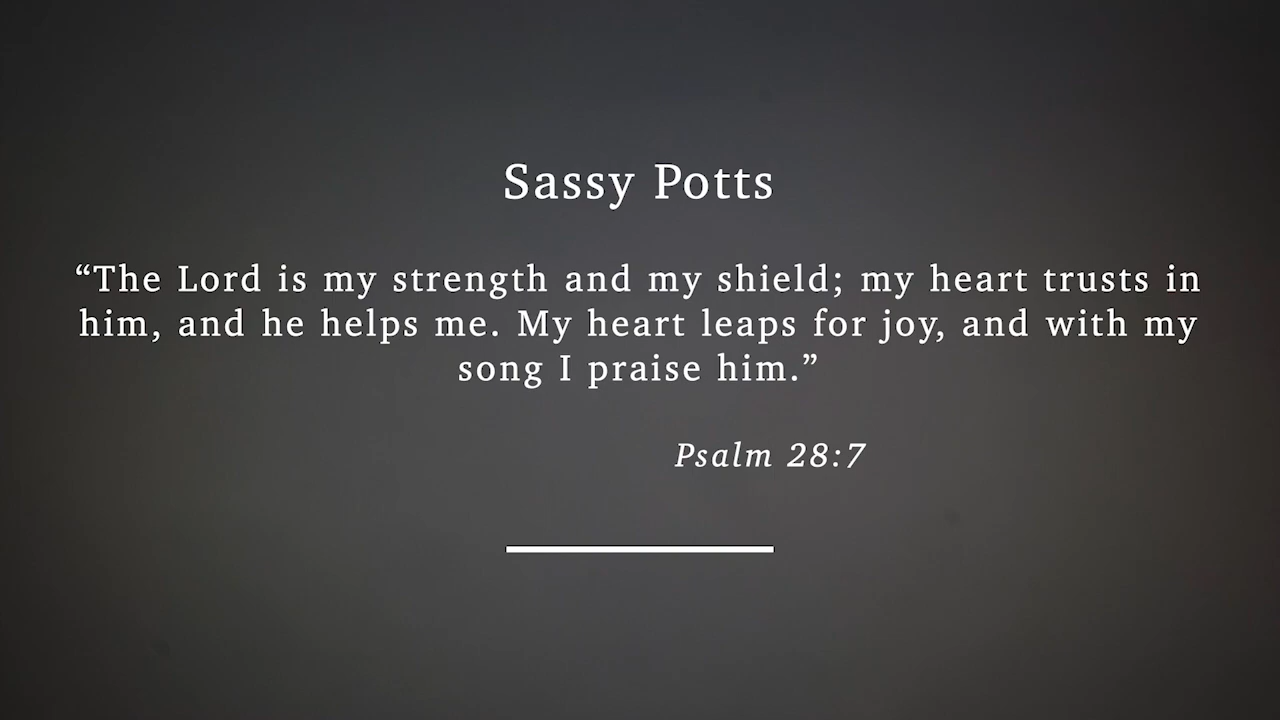 Sassy Potts
“The Lord is my strength and my shield; my heart trusts in
him, and he helps me. My heart leaps for joy, and with my
song I praise him.”
Psalm 28:7